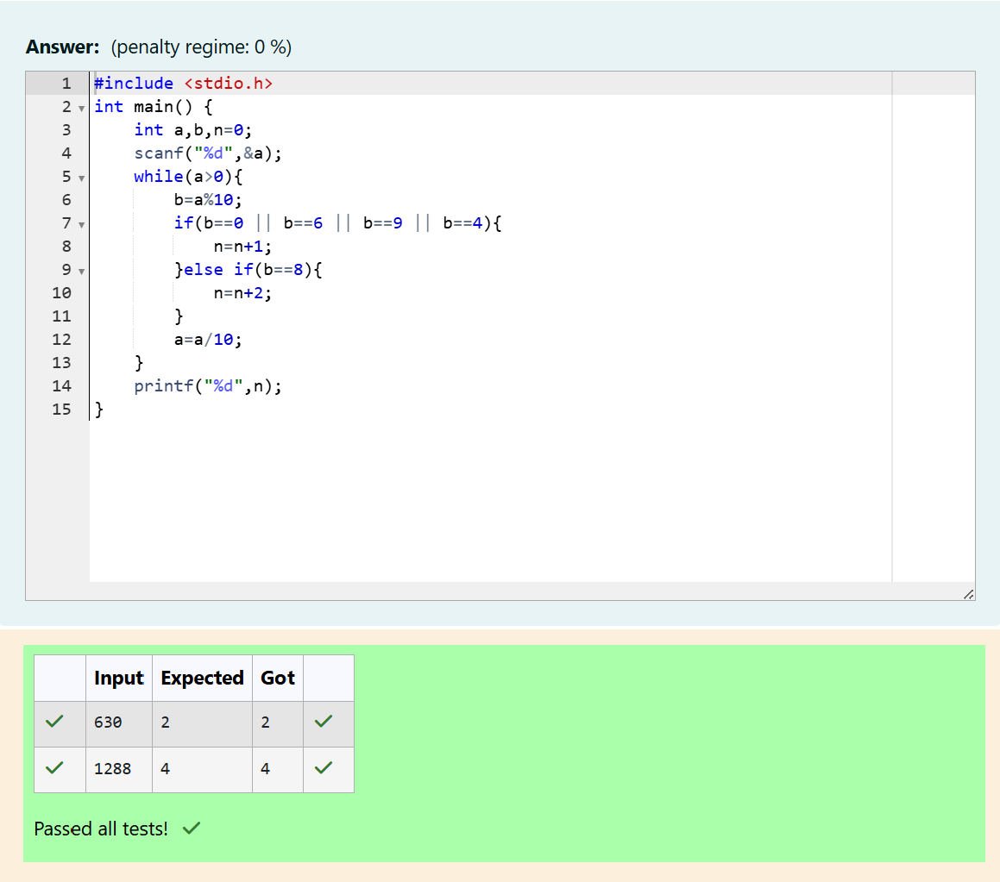 Answer: (penalty regime: 0 %)
1 #include <stdio.h>
2 int main() {
3     int a,b,n=0;
4     scanf("%d",&a);
5     while(a>0){
6         b=a%10;
7         if(b==0 || b==6 || b==9 || b==4){
8             n=n+1;
9         }else if(b==8){
10             n=n+2;
11         }
12         a=a/10;
13     }
14     printf("%d",n);
15 }
Input Expected Got
630 2 2
1288 4 4
Passed all tests!